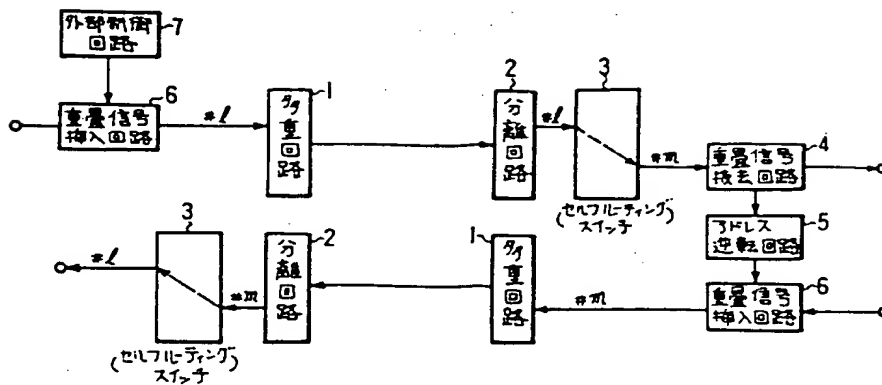 外部制御
回路
7
重畳信号
挿入回路
6
#l
多重回路
1
分離回路
2
#l
セルフルーティング
スイッチ
3
#m
重畳信号
抜去回路
4
アドレス
逆転回路
5
重畳信号
挿入回路
6
#m
多重回路
1
分離回路
2
#m
(セルフルーティング)
スイッチ
3
#l